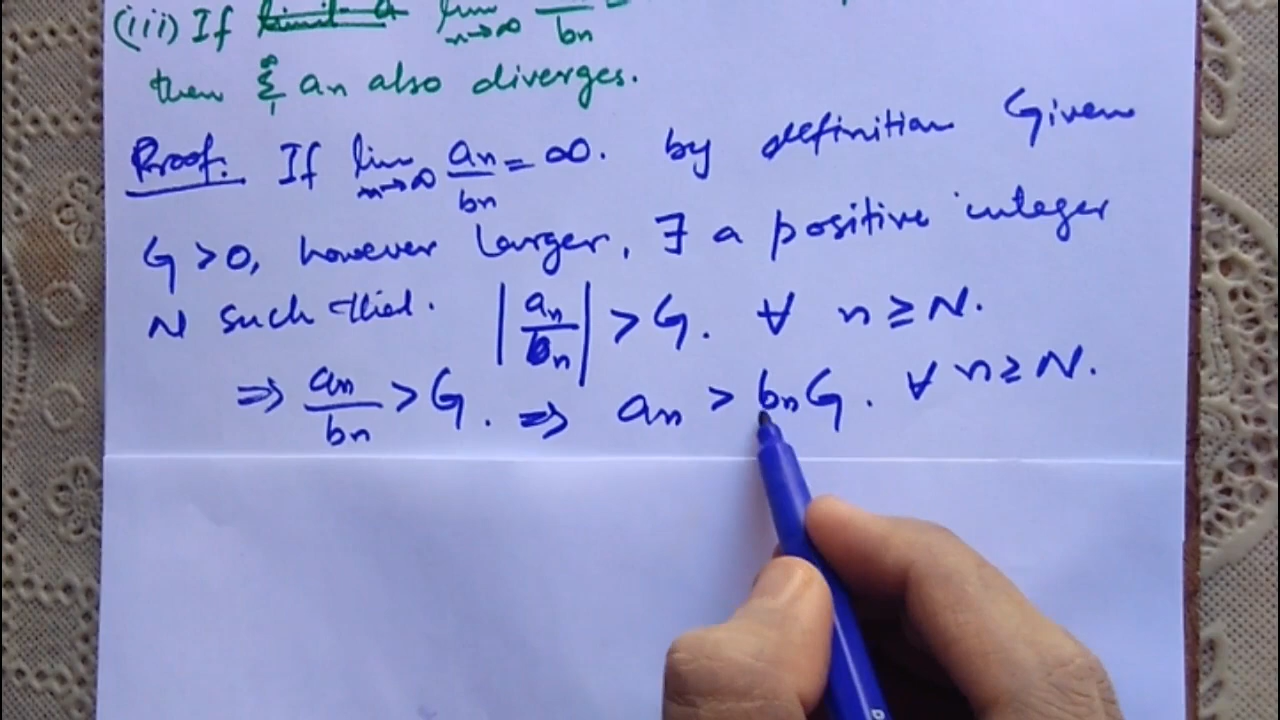 (iii) If lim n→∞ an/bn =
then Σ an also diverges.
Proof: If lim n→∞ an/bn = ∞. by definition Given
G > 0, however larger, ∃ a positive integer
N such that. |an/bn| > G. ∀ n ≥ N.
⇒ an/bn > G. ⇒ an > bn G. ∀ n ≥ N.